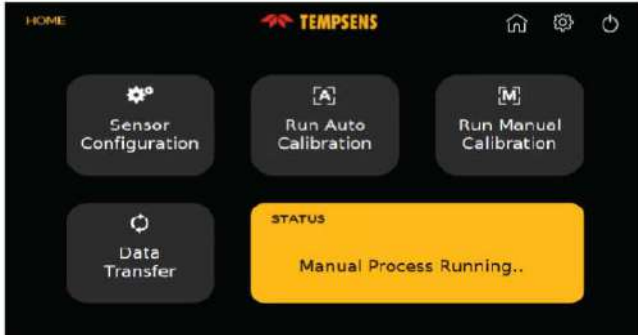 HOME
TEMPSENS
[A]
[M]
Sensor
Configuration
Run Auto
Calibration
Run Manual
Calibration
Data
Transfer
STATUS
Manual Process Running..